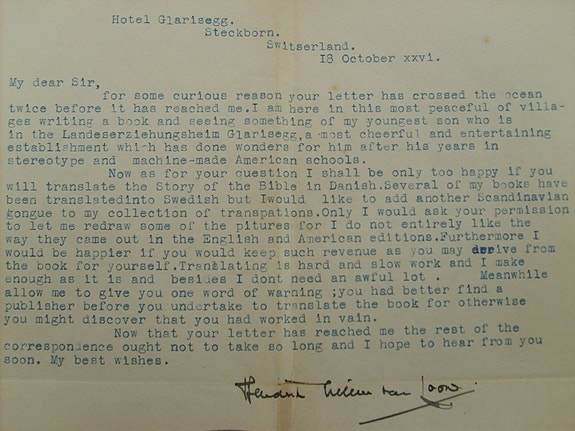 Hotel Glarisegg.
Steckborn.
Switserland.
18 October xxvi.
My dear Sir,
for some curious reason your letter has crossed the ocean
twice before it has reached me.I am here in this most peaceful of villa-
ges writing a book and seeing something of my youngest son who is
in the Landeserziehungsheim Glarisegg,a most cheerful and entertaining
establishment which has done wonders for him after his years in
stereotype and machine-made American schools.
Now as for your question I shall be only too happy if you
will translate the Story of the Bible in Danish.Several of my books have
been translatedinto Swedish but Iwould like to add another Scandinavian
gongue to my collection of transpations.Only I would ask your permission
to let me redraw some of the pitures for I do not entirely like the
way they came out in the English and American editions.Furthermore I
would be happier if you would keep such revenue as you may derive from
the book for yourself.Translating is hard and slow work and I make
enough as it is and besides I dont need an awful lot . Meanwhile
allow me to give you one word of warning ;you had better find a
publisher before you undertake to translate the book for otherwise
you might discover that you had worked in vain.
Now that your letter has reached me the rest of the
correspondence ought not to take so long and I hope to hear from you
soon. My best wishes.
Hendrik Willem van Loon.